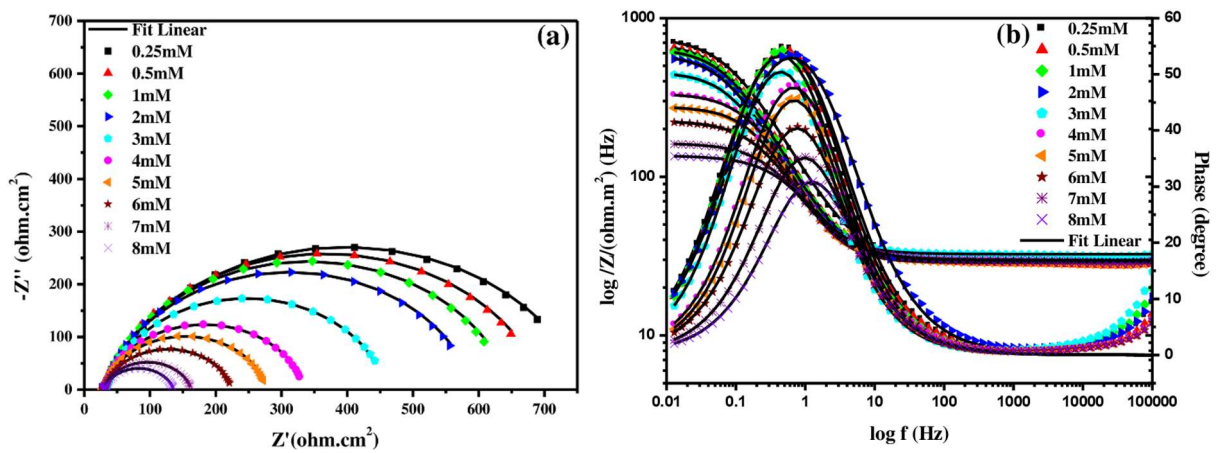 700
600
500
400
300
200
100
0
-Z'' (ohm.cm²)
Fit Linear
0.25mM
0.5mM
1mM
2mM
3mM
4mM
5mM
6mM
7mM
8mM
(a)
0 100 200 300 400 500 600 700
Z'(ohm.cm²)
1000
100
10
log /Z/(ohm.m²) (Hz)
(b)
0.25mM
0.5mM
1mM
2mM
3mM
4mM
5mM
6mM
7mM
8mM
Fit Linear
60
50
40
30
20
10
0
Phase (degree)
0.01 0.1 1 10 100 1000 10000 100000
log f (Hz)